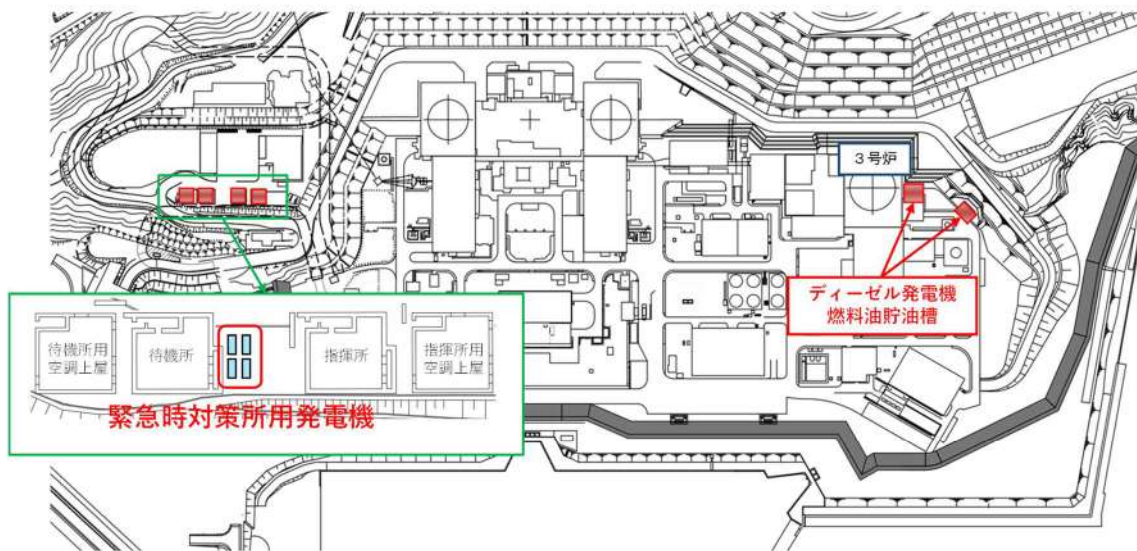 3号炉
ディーゼル発電機
燃料油貯油槽
待機所用
空調上屋
待機所
指揮所
指揮所用
空調上屋
緊急時対策所用発電機